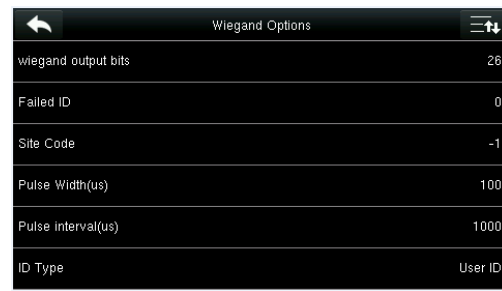 Wiegand Options
wiegand output bits 26
Failed ID 0
Site Code -1
Pulse Width(us) 100
Pulse interval(us) 1000
ID Type User ID